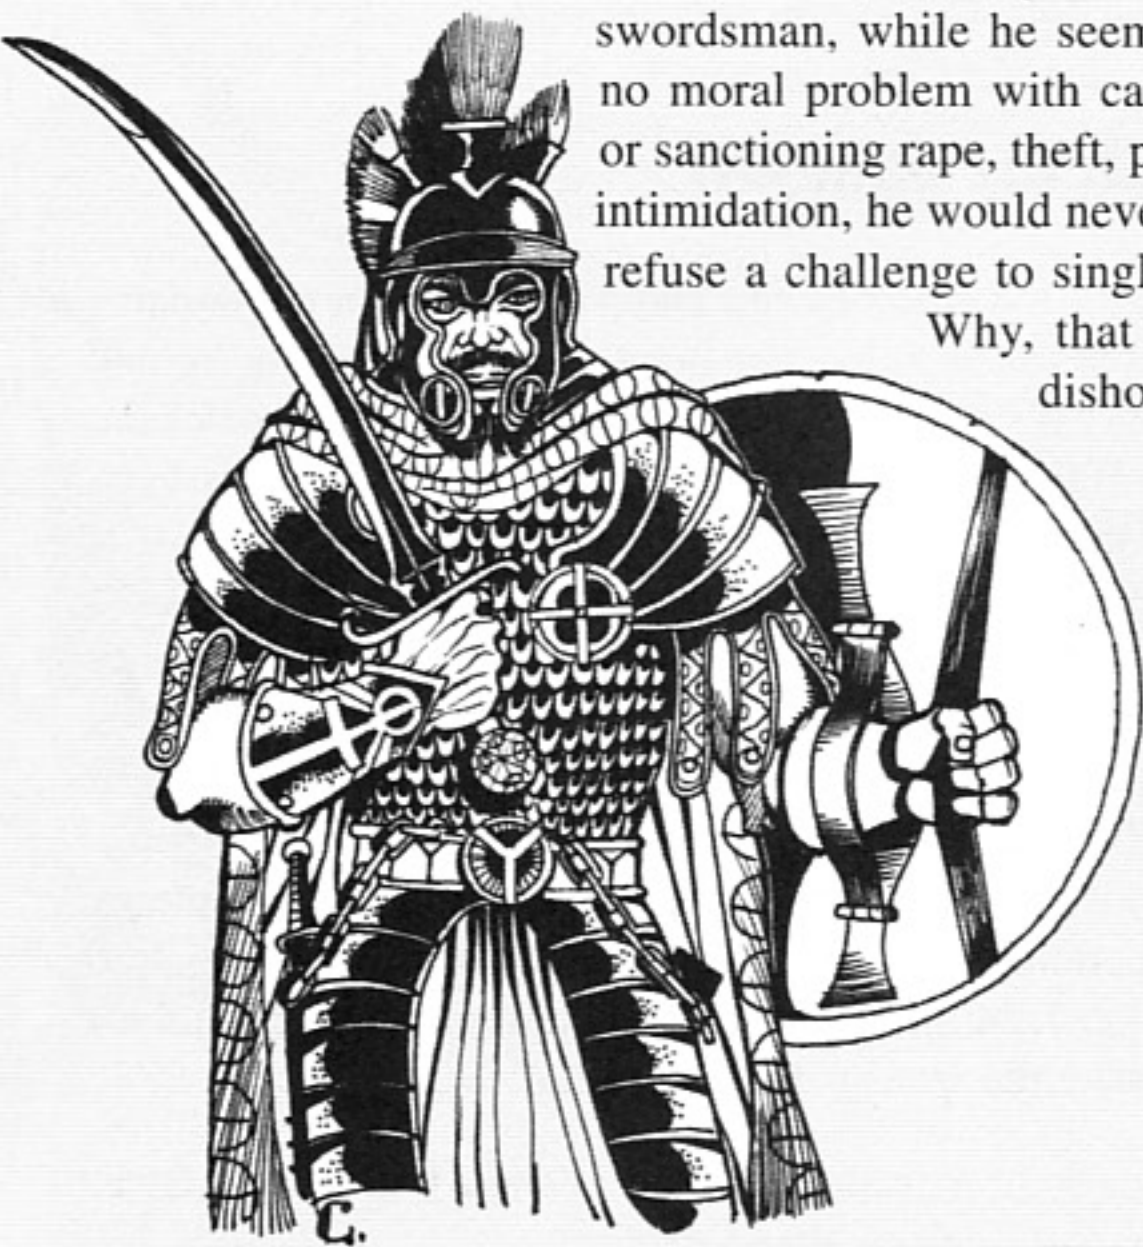 swordsman, while he seem
no moral problem with ca
or sanctioning rape, theft, p
intimidation, he would neve
refuse a challenge to singl
Why, that
disho
C.